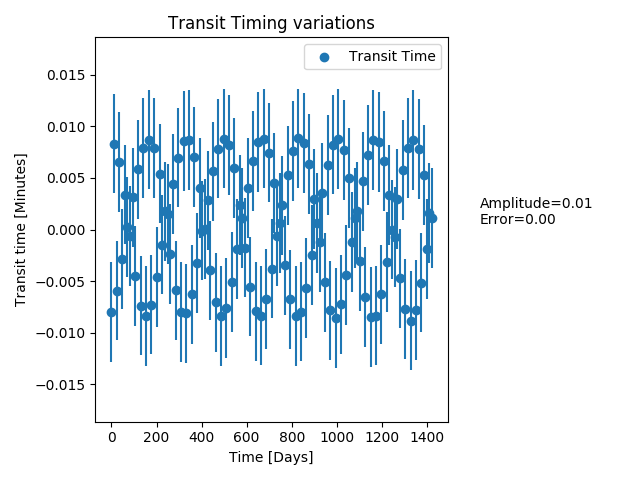 Transit Timing variations
Transit Time
0.015
0.010
0.005
0.000
−0.005
−0.010
−0.015
Transit time [Minutes]
Amplitude=0.01
Error=0.00
0 200 400 600 800 1000 1200 1400
Time [Days]